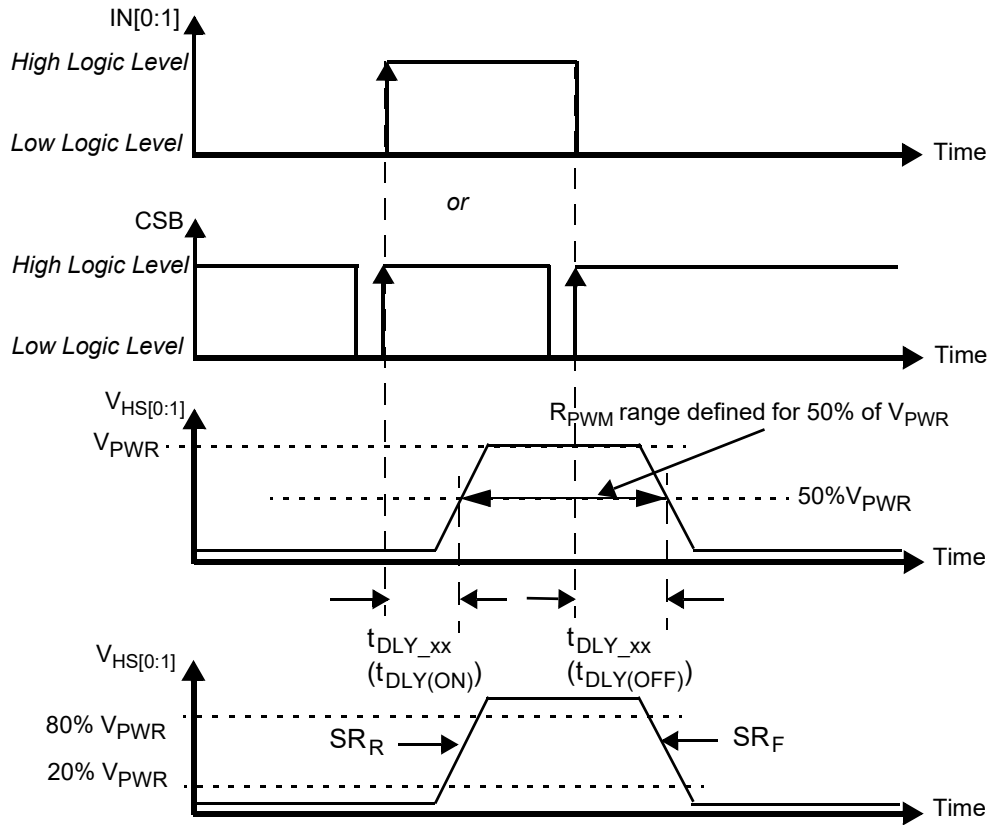 IN[0:1]
High Logic Level
Low Logic Level
Time
or
CSB
High Logic Level
Low Logic Level
Time
VHS[0:1]
RPWM range defined for 50% of VPWR
VPWR
50%VPWR
Time
tDLY_xx
(tDLY(ON))
tDLY_xx
(tDLY(OFF))
VHS[0:1]
80% VPWR
SRR
SRF
20% VPWR
Time